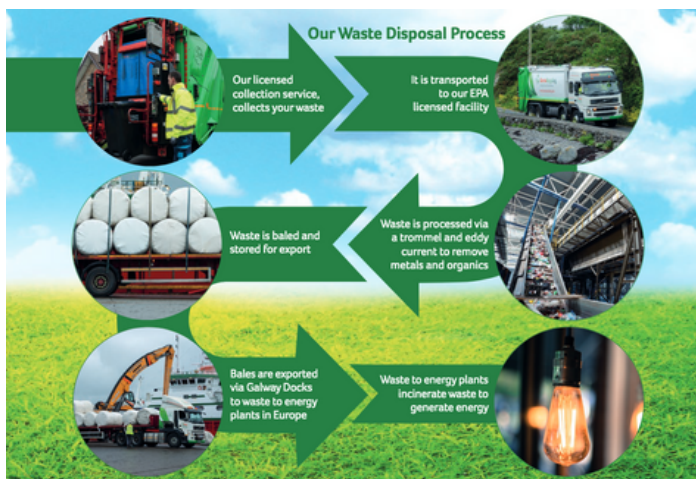 Our Waste Disposal Process
Our licensed
collection service,
collects your waste
It is transported
to our EPA
licensed facility
Waste is processed via
a trommel and eddy
current to remove
metals and organics
Waste is baled and
stored for export
Bales are exported
via Galway Docks
to waste to energy
plants in Europe
Waste to energy plants
incinerate waste to
generate energy